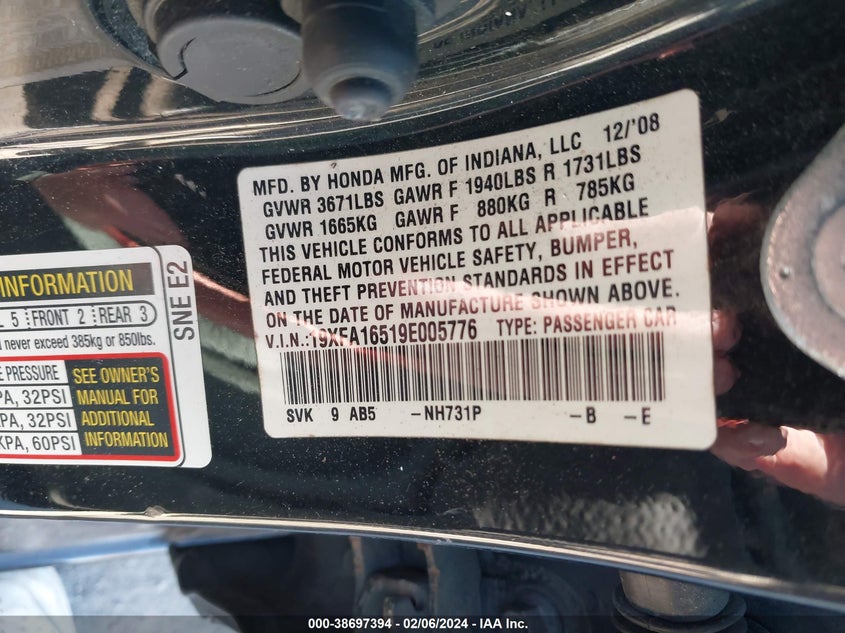 MFD. BY HONDA MFG. OF INDIANA, LLC 12/'08
GVWR 3671LBS GAWR F 1940LBS R 1731LBS
GVWR 1665KG GAWR F 880KG R 785KG
THIS VEHICLE CONFORMS TO ALL APPLICABLE
FEDERAL MOTOR VEHICLE SAFETY, BUMPER,
AND THEFT PREVENTION STANDARDS IN EFFECT
ON THE DATE OF MANUFACTURE SHOWN ABOVE.
V.I.N.:19XFA16519E005776 TYPE: PASSENGER CAR
SVK 9 AB5 -NH731P -B -E
INFORMATION
5 FRONT 2 REAR 3
never exceed 385kg or 850lbs.
SNE E2
PRESSURE
PA, 32PSI
PA, 32PSI
KPA, 60PSI
SEE OWNER'S
MANUAL FOR
ADDITIONAL
INFORMATION
000-38697394 - 02/06/2024 - IAA Inc.